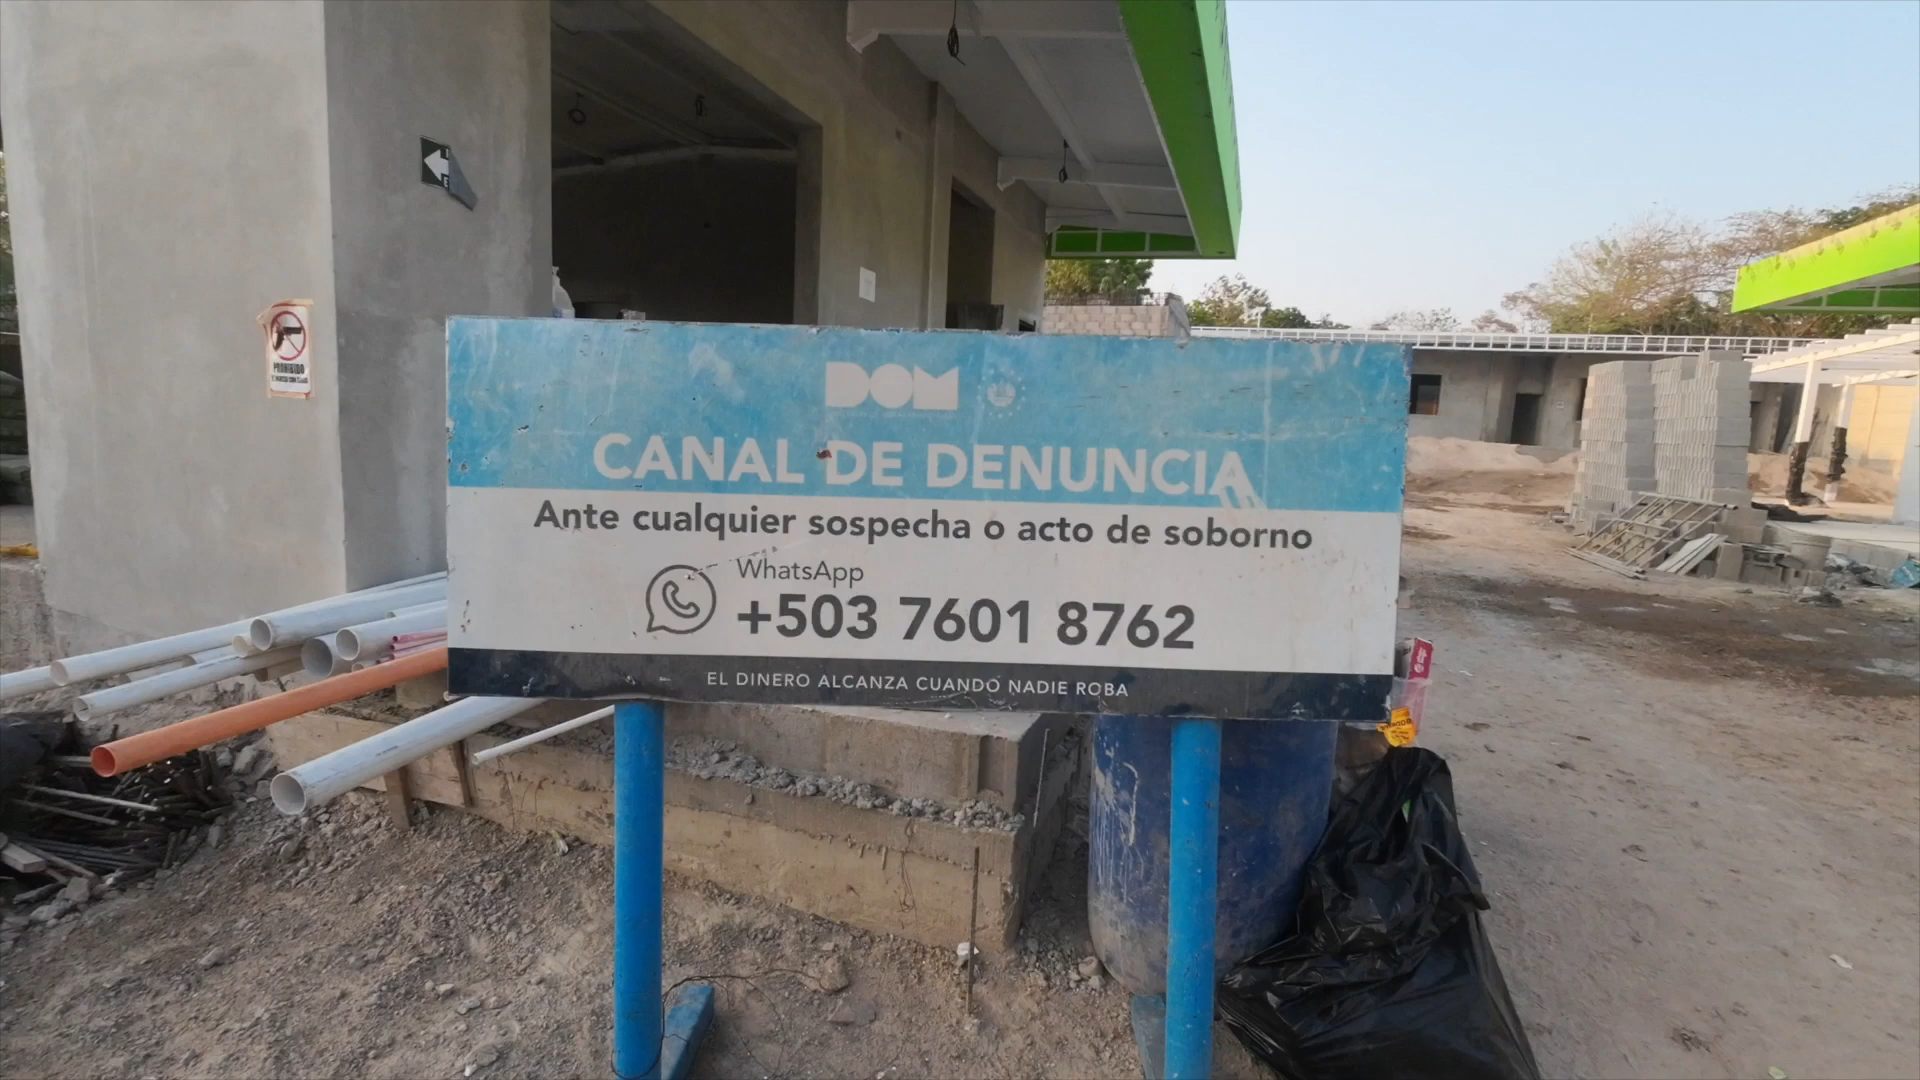 PROHIBIDO
DOM
CANAL DE DENUNCIA
Ante cualquier sospecha o acto de soborno
WhatsApp
+503 7601 8762
EL DINERO ALCANZA CUANDO NADIE ROBA